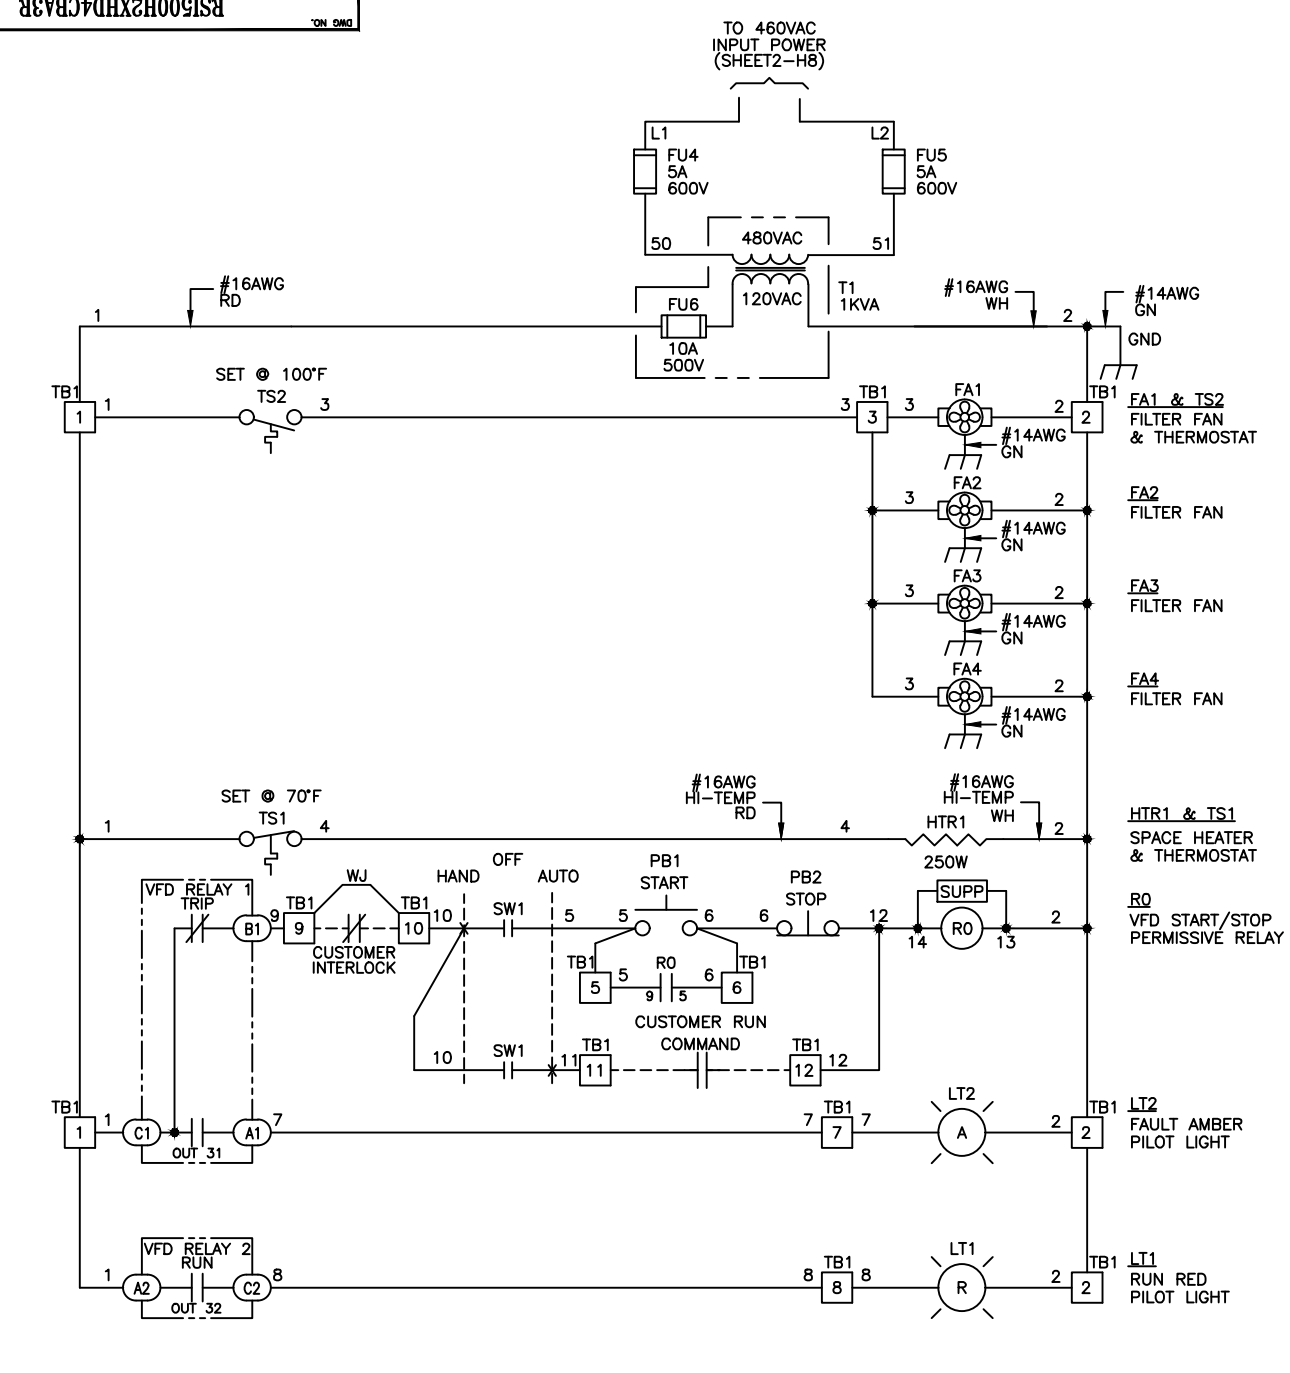 RSI500H2XHD4CBA3R
DWG NO.
TO 460VAC
INPUT POWER
(SHEET2-H8)
L1
L2
FU4
5A
600V
FU5
5A
600V
50
480VAC
51
#16AWG
RD
T1
1KVA
120VAC
#16AWG
WH
#14AWG
GN
1
FU6
2
10A
500V
GND
SET @ 100°F
TB1
1
1
TS2
3
3
TB1
3
3
FA1
2
TB1
2
#14AWG
GN
FA1 & TS2
FILTER FAN
& THERMOSTAT
3
FA2
2
#14AWG
GN
FA2
FILTER FAN
3
FA3
2
#14AWG
GN
FA3
FILTER FAN
3
FA4
2
#14AWG
GN
FA4
FILTER FAN
SET @ 70°F
1
TS1
4
#16AWG
HI-TEMP
RD
4
HTR1
250W
#16AWG
HI-TEMP
WH
2
HTR1 & TS1
SPACE HEATER
& THERMOSTAT
VFD RELAY 1
TRIP
B1
9
TB1
9
WJ
CUSTOMER
INTERLOCK
TB1
10
10
HAND
OFF
AUTO
SW1
5
PB1
START
5
6
6
PB2
STOP
12
SUPP
14
R0
13
2
R0
VFD START/STOP
PERMISSIVE RELAY
TB1
5
5
R0
9
5
6
TB1
6
CUSTOMER RUN
COMMAND
10
SW1
11
TB1
11
TB1
12
12
TB1
1
1
C1
OUT 31
A1
7
7
TB1
7
7
LT2
A
2
TB1
2
LT2
FAULT AMBER
PILOT LIGHT
VFD RELAY 2
RUN
1
A2
OUT 32
C2
8
8
TB1
8
8
LT1
R
2
TB1
2
LT1
RUN RED
PILOT LIGHT